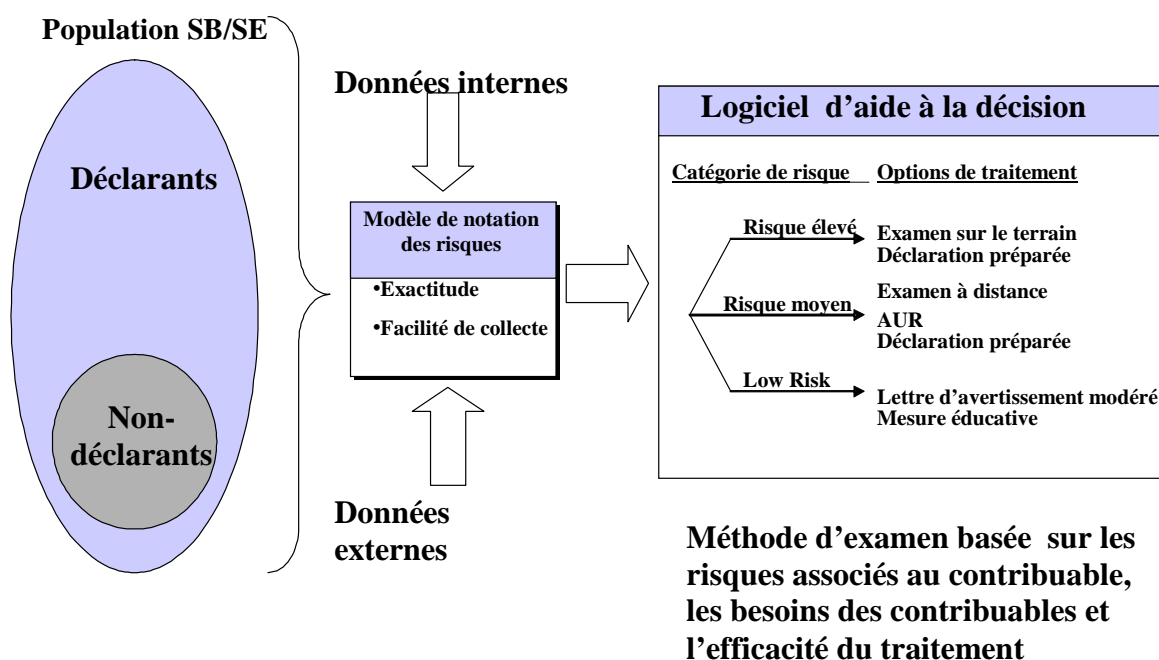 Population SB/SE
Déclarants
Non-
déclarants
Données internes
Modèle de notation
des risques
•Exactitude
•Facilité de collecte
Données
externes
Logiciel d'aide à la décision
Catégorie de risque Options de traitement
Risque élevé
Examen sur le terrain
Déclaration préparée
Risque moyen
Examen à distance
AUR
Déclaration préparée
Low Risk
Lettre d'avertissement modéré
Mesure éducative
Méthode d'examen basée sur les
risques associés au contribuable,
les besoins des contribuables et
l'efficacité du traitement